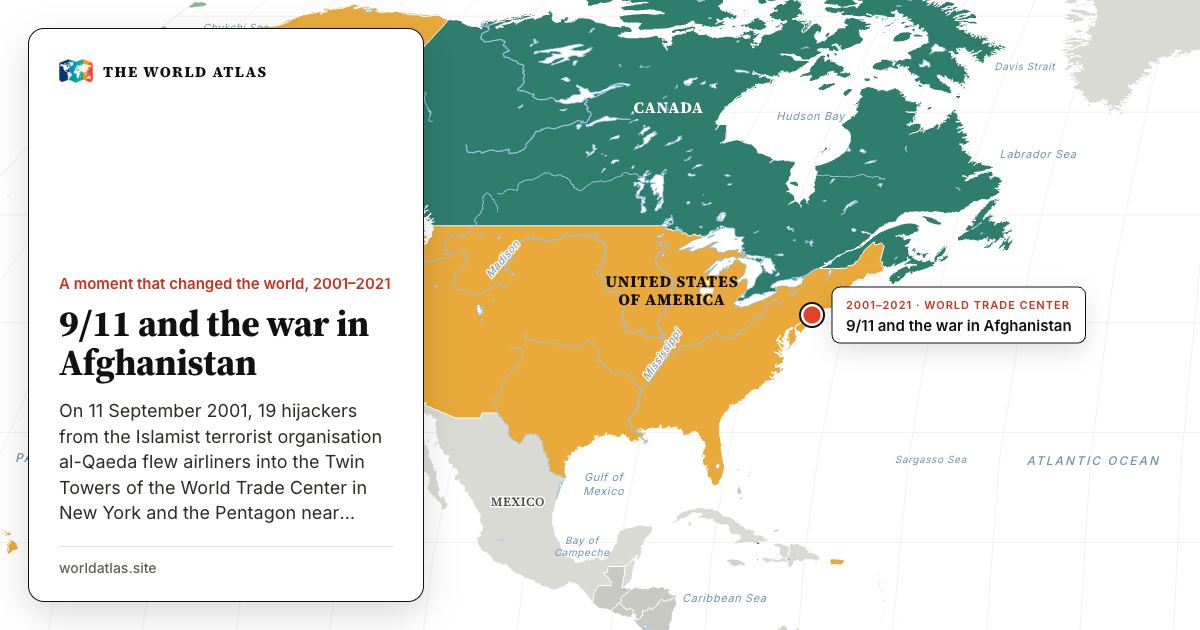 THE WORLD ATLAS
A moment that changed the world, 2001–2021
9/11 and the war in
Afghanistan
On 11 September 2001, 19 hijackers
from the Islamist terrorist organisation
al-Qaeda flew airliners into the Twin
Towers of the World Trade Center in
New York and the Pentagon near…
worldatlas.site
Chukchi Sea
CANADA
Hudson Bay
Davis Strait
Labrador Sea
Madison
UNITED STATES
OF AMERICA
Mississippi
2001–2021 · WORLD TRADE CENTER
9/11 and the war in Afghanistan
Sargasso Sea
ATLANTIC OCEAN
Gulf of
Mexico
MEXICO
Bay of
Campeche
Caribbean Sea